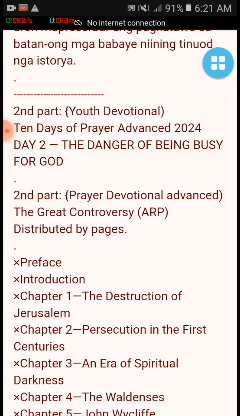 0:0KB/s U:0KB/s No internet connection 91% 6:21 AM
batan-ong mga babaye niining tinuod
nga istorya.
.
---------------------------
2nd part: {Youth Devotional}
Ten Days of Prayer Advanced 2024
DAY 2 — THE DANGER OF BEING BUSY
FOR GOD
.
2nd part: {Prayer Devotional advanced}
The Great Controversy (ARP)
Distributed by pages.
.
×Preface
×Introduction
×Chapter 1—The Destruction of
Jerusalem
×Chapter 2—Persecution in the First
Centuries
×Chapter 3—An Era of Spiritual
Darkness
×Chapter 4—The Waldenses
×Chapter 5—John Wycliffe